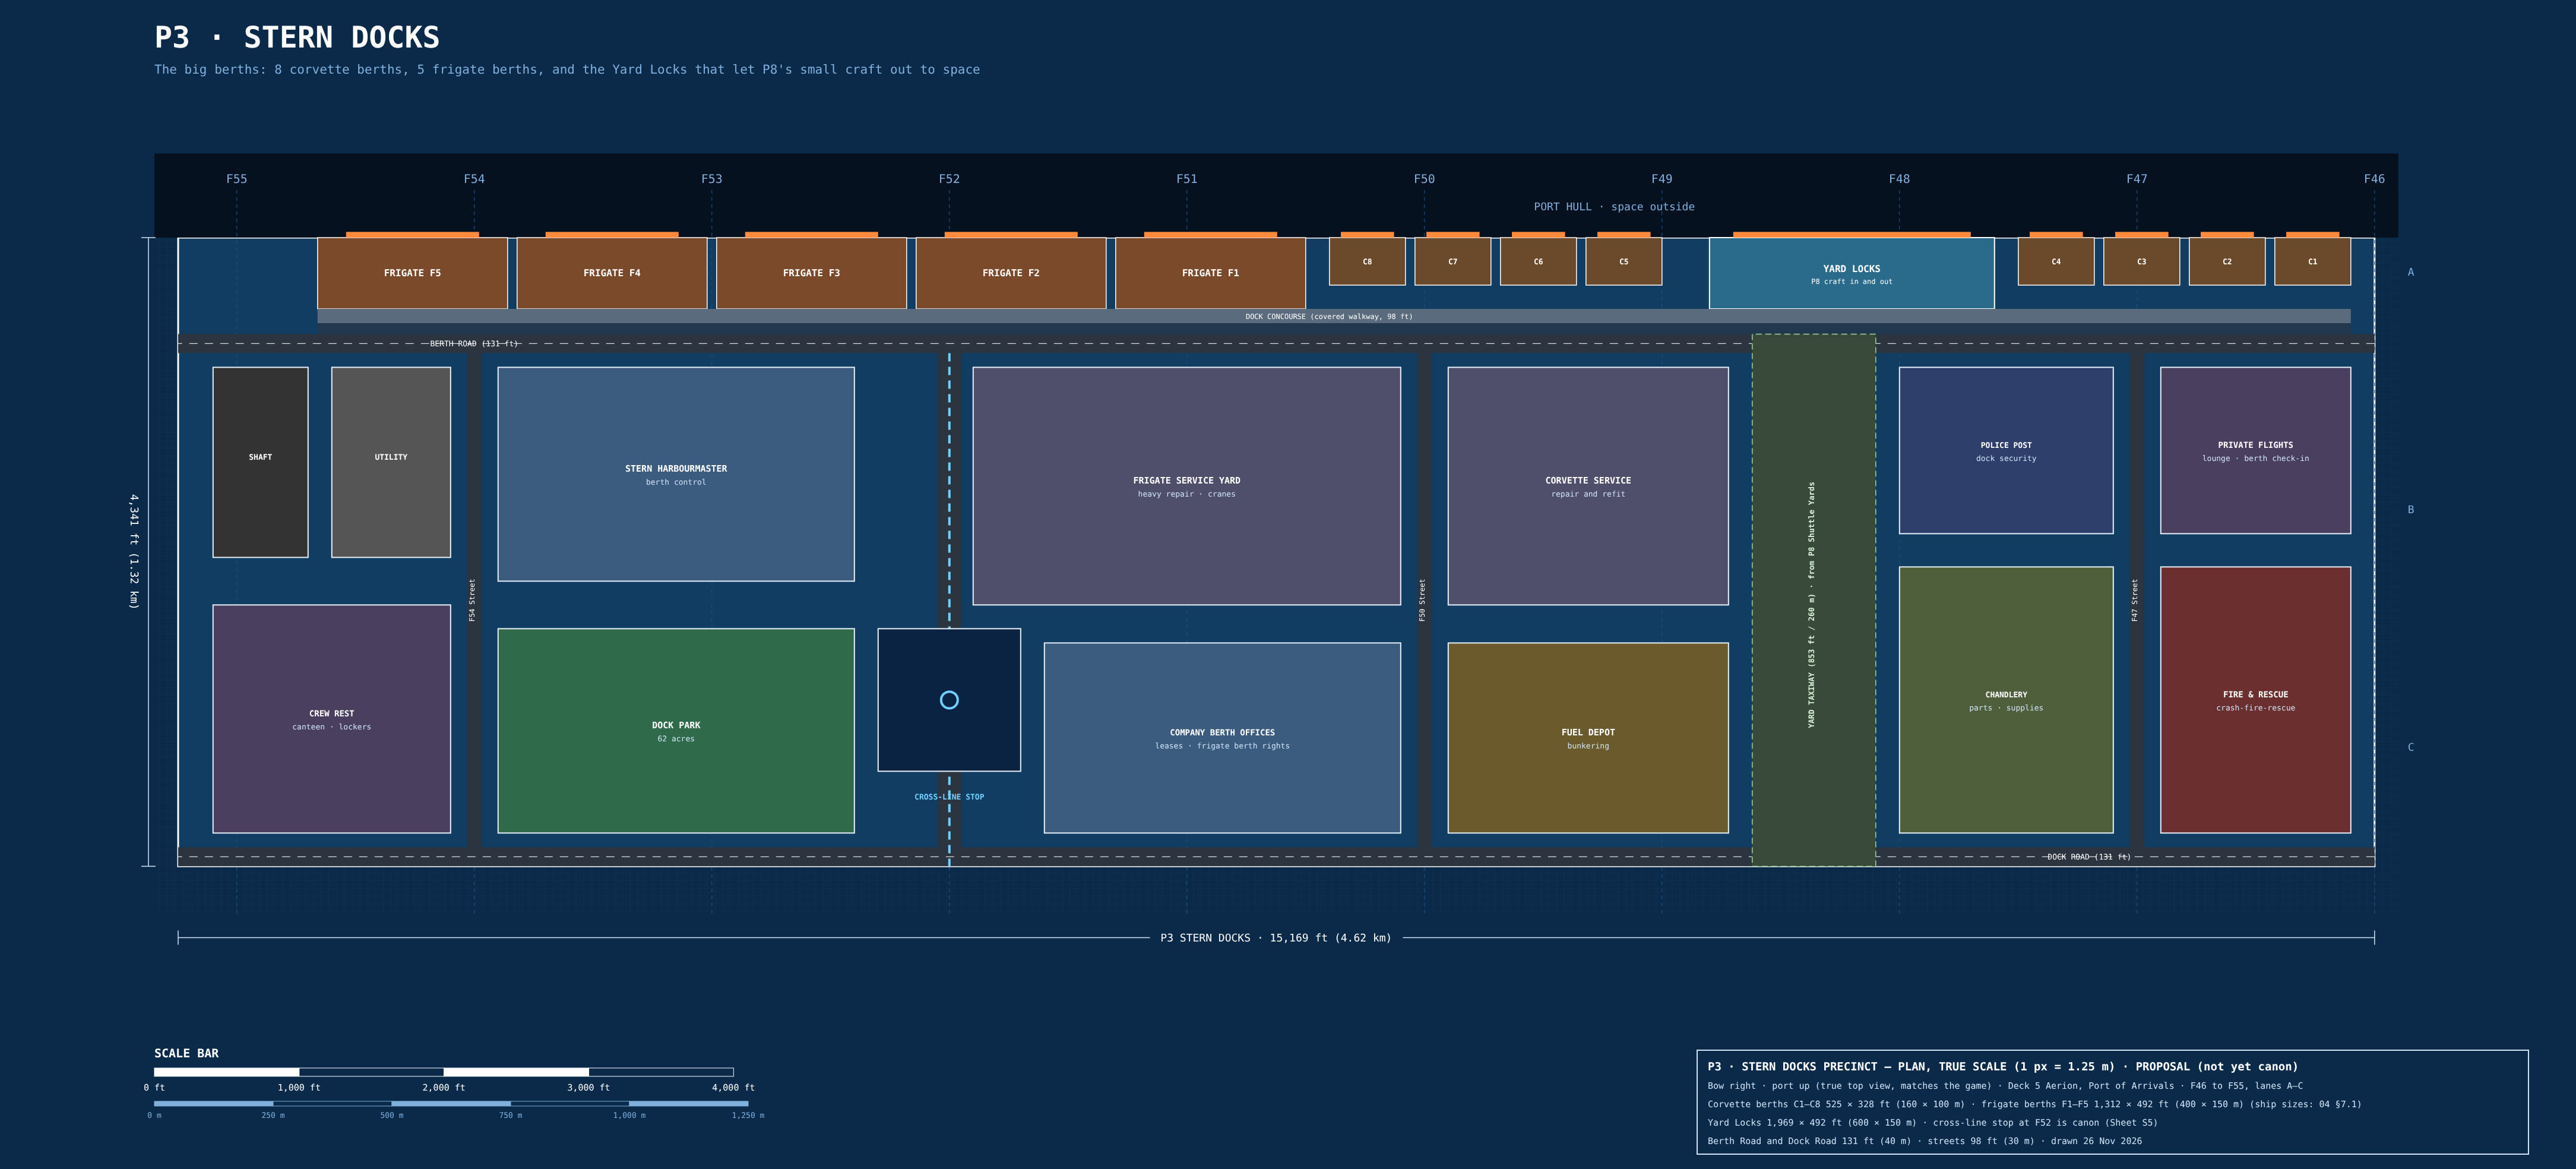 P3 · STERN DOCKS
The big berths: 8 corvette berths, 5 frigate berths, and the Yard Locks that let P8's small craft out to space
F55
F54
F53
F52
F51
F50
F49
F48
F47
F46
PORT HULL · space outside
FRIGATE F5
FRIGATE F4
FRIGATE F3
FRIGATE F2
FRIGATE F1
C8
C7
C6
C5
YARD LOCKS
P8 craft in and out
C4
C3
C2
C1
A
DOCK CONCOURSE (covered walkway, 98 ft)
BERTH ROAD (131 ft)
SHAFT
UTILITY
STERN HARBOURMASTER
berth control
FRIGATE SERVICE YARD
heavy repair · cranes
CORVETTE SERVICE
repair and refit
POLICE POST
dock security
PRIVATE FLIGHTS
lounge · berth check-in
B
4,341 ft (1.32 km)
F54 Street
F50 Street
YARD TAXIWAY (853 ft / 260 m) · from P8 Shuttle Yards
F47 Street
CREW REST
canteen · lockers
DOCK PARK
62 acres
CROSS-LINE STOP
COMPANY BERTH OFFICES
leases · frigate berth rights
FUEL DEPOT
bunkering
CHANDLERY
parts · supplies
FIRE & RESCUE
crash-fire-rescue
C
DOCK ROAD (131 ft)
P3 STERN DOCKS · 15,169 ft (4.62 km)
SCALE BAR
0 ft
1,000 ft
2,000 ft
3,000 ft
4,000 ft
0 m
250 m
500 m
750 m
1,000 m
1,250 m
P3 · STERN DOCKS PRECINCT — PLAN, TRUE SCALE (1 px = 1.25 m) · PROPOSAL (not yet canon)
Bow right · port up (true top view, matches the game) · Deck 5 Aerion, Port of Arrivals · F46 to F55, lanes A–C
Corvette berths C1–C8 525 × 328 ft (160 × 100 m) · frigate berths F1–F5 1,312 × 492 ft (400 × 150 m) (ship sizes: 04 §7.1)
Yard Locks 1,969 × 492 ft (600 × 150 m) · cross-line stop at F52 is canon (Sheet S5)
Berth Road and Dock Road 131 ft (40 m) · streets 98 ft (30 m) · drawn 26 Nov 2026